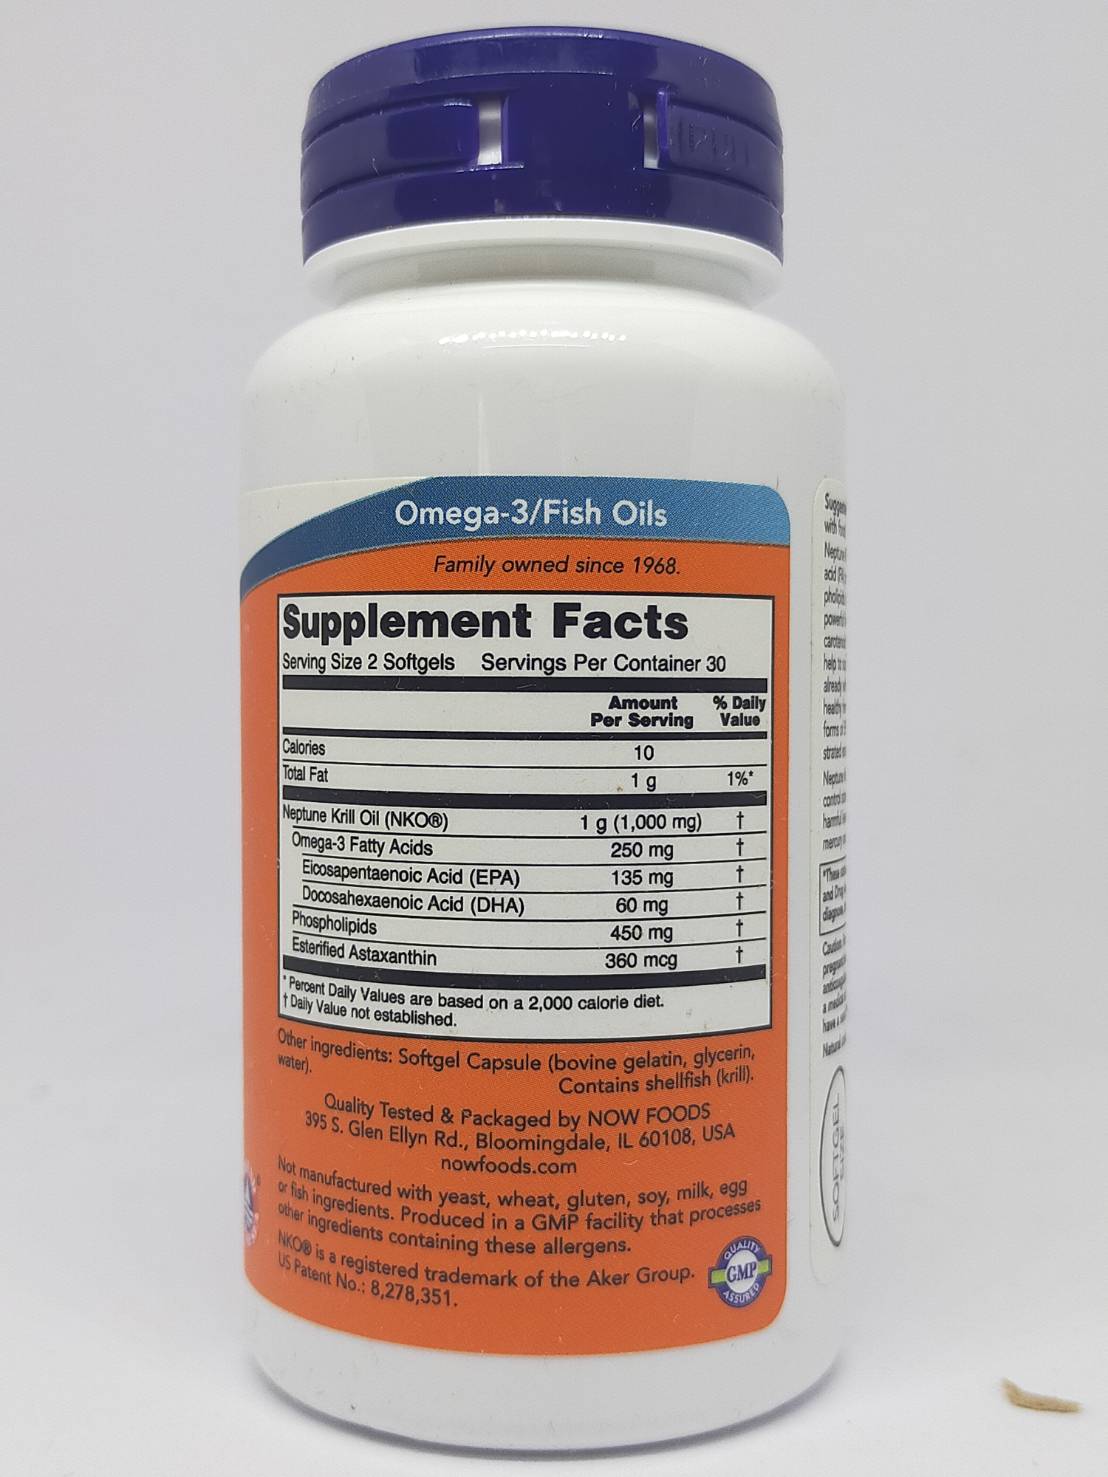 Omega-3/Fish Oils
Family owned since 1968.
Supplement Facts
Serving Size 2 Softgels Servings Per Container 30
Amount Per Serving % Daily Value
Calories 10
Total Fat 1 g 1%*
Neptune Krill Oil (NKO®) 1 g (1,000 mg) †
Omega-3 Fatty Acids 250 mg †
Eicosapentaenoic Acid (EPA) 135 mg †
Docosahexaenoic Acid (DHA) 60 mg †
Phospholipids 450 mg †
Esterified Astaxanthin 360 mcg †
* Percent Daily Values are based on a 2,000 calorie diet.
† Daily Value not established.
Other ingredients: Softgel Capsule (bovine gelatin, glycerin,
water).
Contains shellfish (krill).
Quality Tested & Packaged by NOW FOODS
395 S. Glen Ellyn Rd., Bloomingdale, IL 60108, USA
nowfoods.com
Not manufactured with yeast, wheat, gluten, soy, milk, egg
or fish ingredients. Produced in a GMP facility that processes
other ingredients containing these allergens.
NKO® is a registered trademark of the Aker Group.
US Patent No.: 8,278,351.
QUALITY
GMP
ASSURED
with
acid
help to
already
SOFTGEL
SIZE